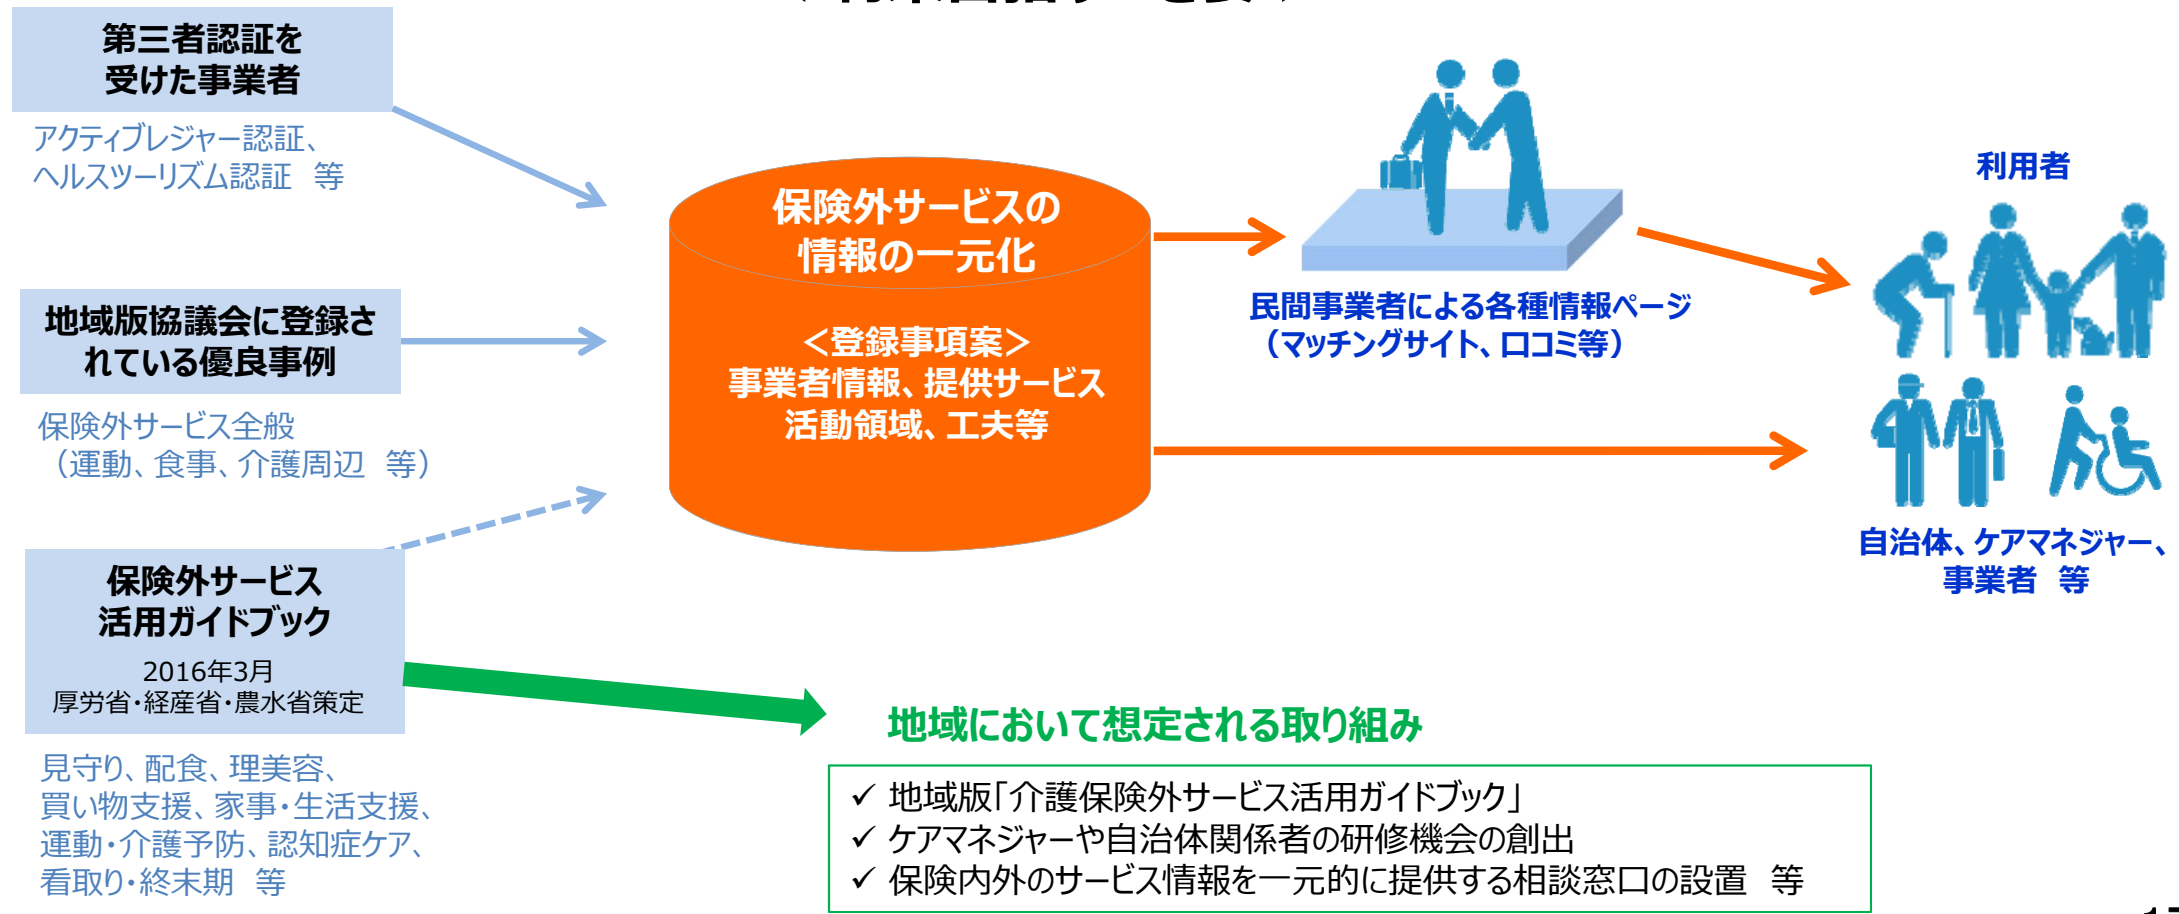 第三者認証を
受けた事業者
アクティブレジャー認証、
ヘルスツーリズム認証　等
地域版協議会に登録さ
れている優良事例
保険外サービス全般
（運動、食事、介護周辺　等）
保険外サービス
活用ガイドブック
2016年3月
厚労省・経産省・農水省策定
見守り、配食、理美容、
買い物支援、家事・生活支援、
運動・介護予防、認知症ケア、
看取り・終末期　等
保険外サービスの
情報の一元化
＜登録事項案＞
事業者情報、提供サービス
活動領域、工夫等
民間事業者による各種情報ページ
（マッチングサイト、口コミ等）
利用者
自治体、ケアマネジャー、
事業者　等
地域において想定される取り組み
✓ 地域版「介護保険外サービス活用ガイドブック」
✓ ケアマネジャーや自治体関係者の研修機会の創出
✓ 保険内外のサービス情報を一元的に提供する相談窓口の設置　等